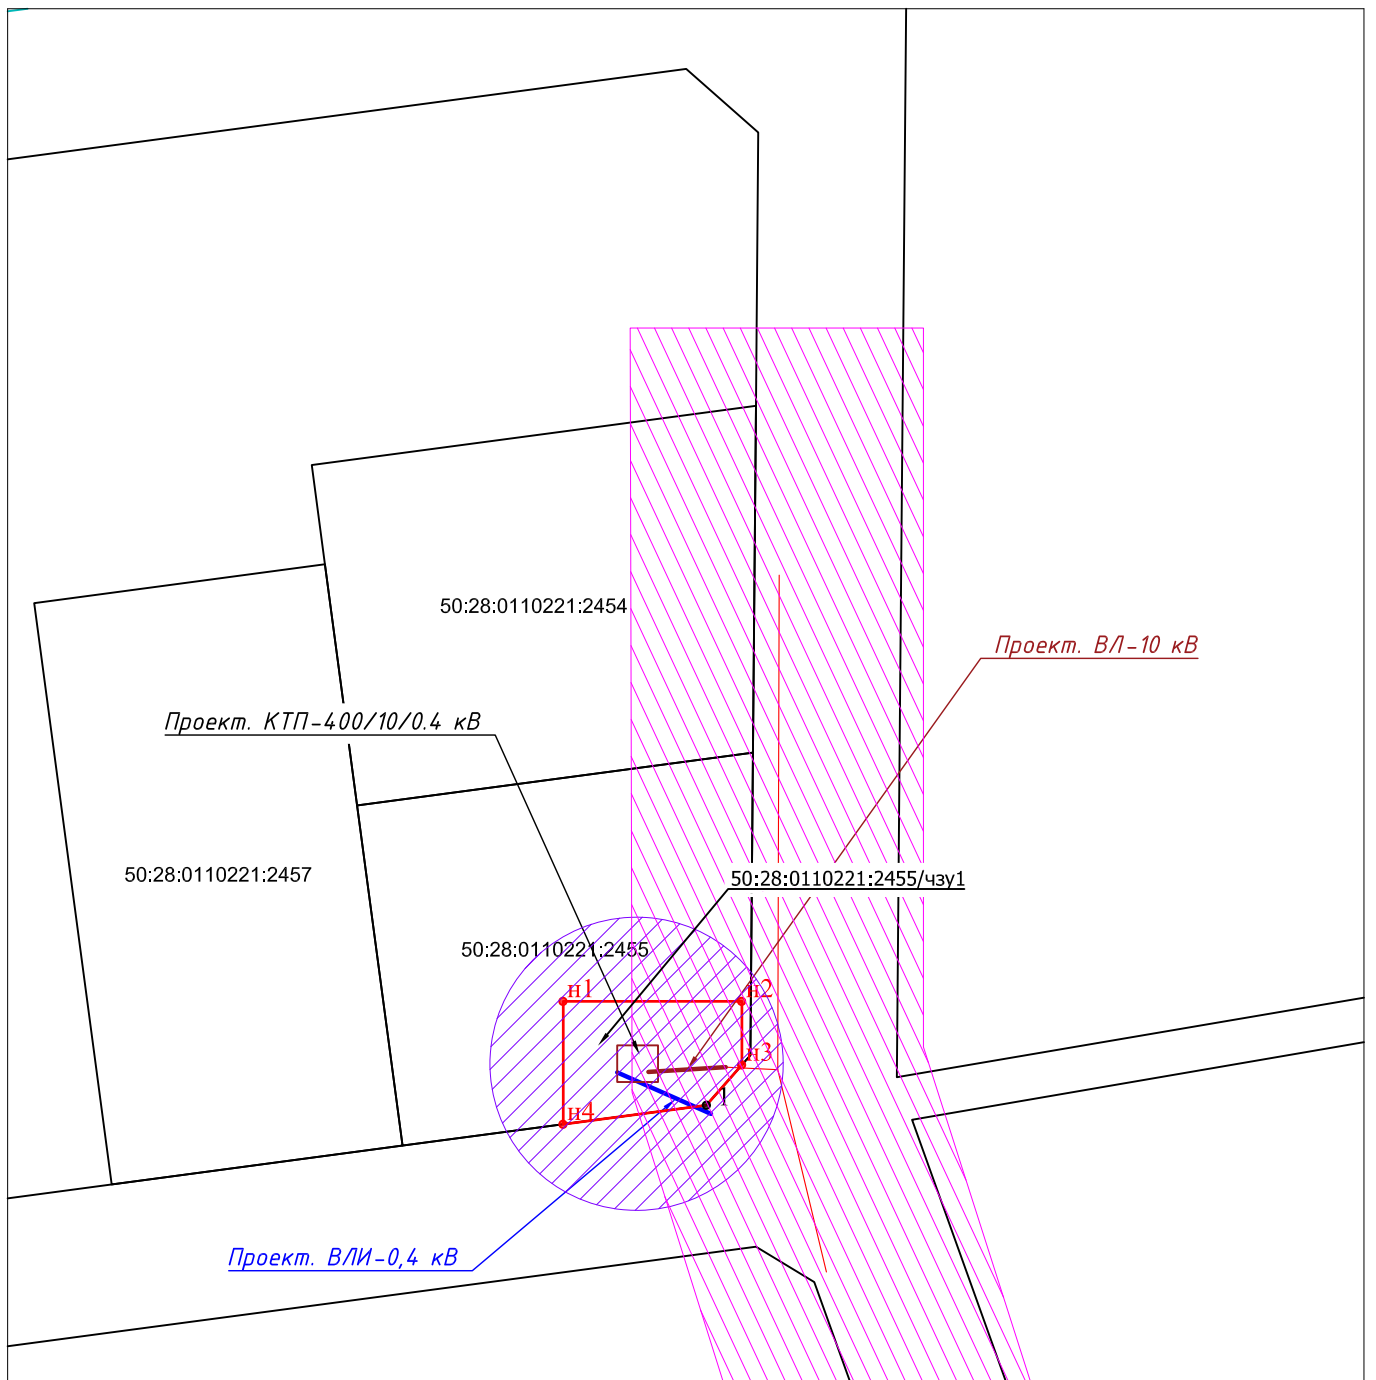 50:28:0110221:2454
Проект. ВЛ-10 кВ
Проект. КТП-400/10/0.4 кВ
50:28:0110221:2457
50:28:0110221:2455/чзу1
50:28:0110221:2455
н1
н2
н3
1
н4
Проект. ВЛИ-0,4 кВ